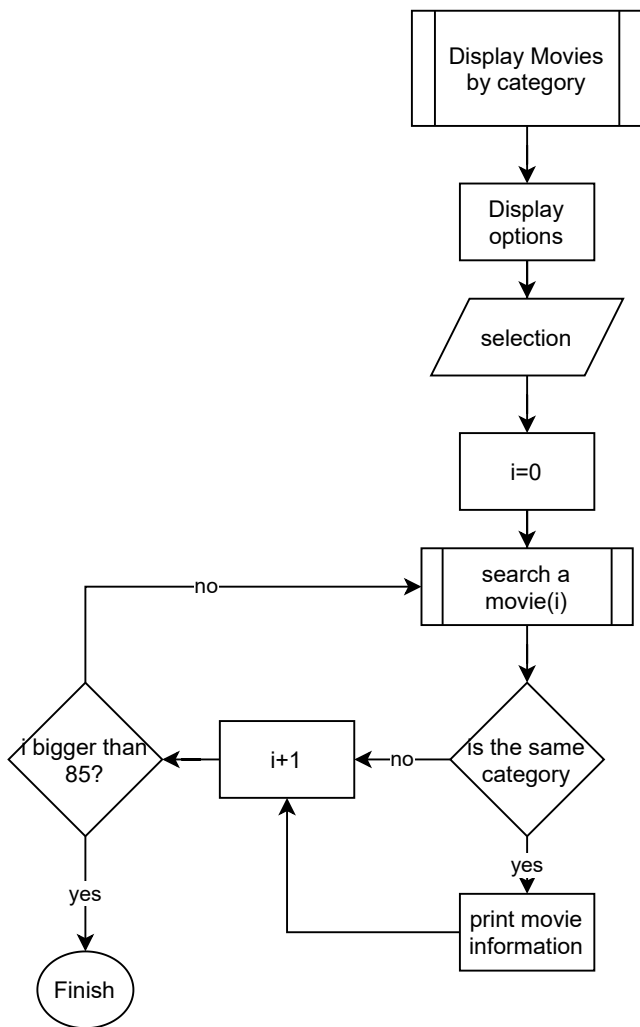 Display Movies
by category
Display
options
selection
i=0
search a
movie(i)
no
i bigger than
85?
i+1
no
is the same
category
yes
yes
print movie
information
Finish